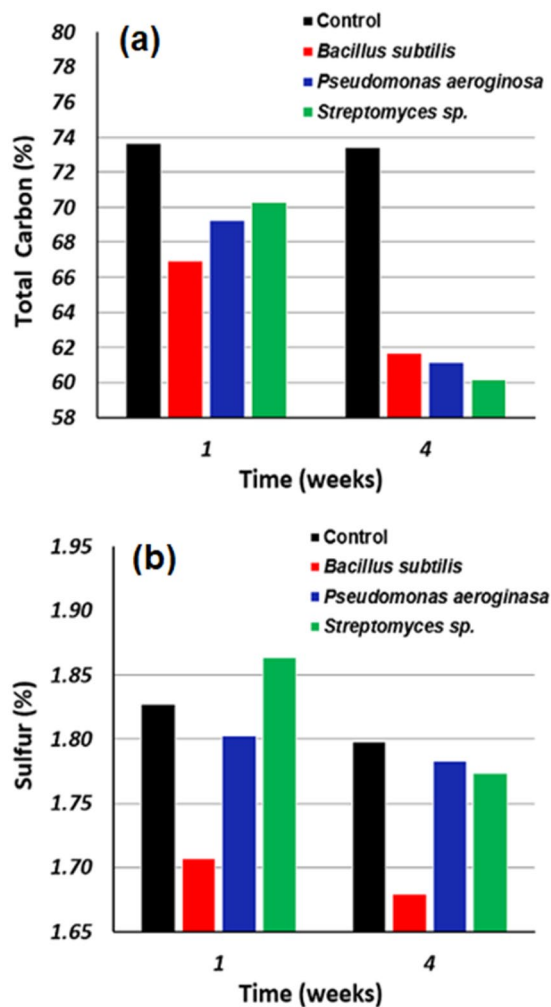 (a)
Control
Bacillus subtilis
Pseudomonas aeroginosa
Streptomyces sp.
Total Carbon (%)
80
78
76
74
72
70
68
66
64
62
60
58
1 4
Time (weeks)
(b)
Control
Bacillus subtilis
Pseudomonas aeroginasa
Streptomyces sp.
Sulfur (%)
1.95
1.90
1.85
1.80
1.75
1.70
1.65
1 4
Time (weeks)